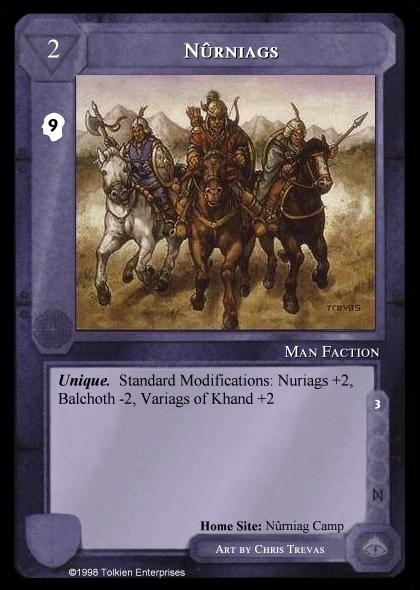 2
NÛRNIAGS
9
TREVAS
MAN FACTION
Unique. Standard Modifications: Nuriags +2,
Balchoth -2, Variags of Khand +2
3
Home Site: Nûrniag Camp
ART BY CHRIS TREVAS
©1998 Tolkien Enterprises